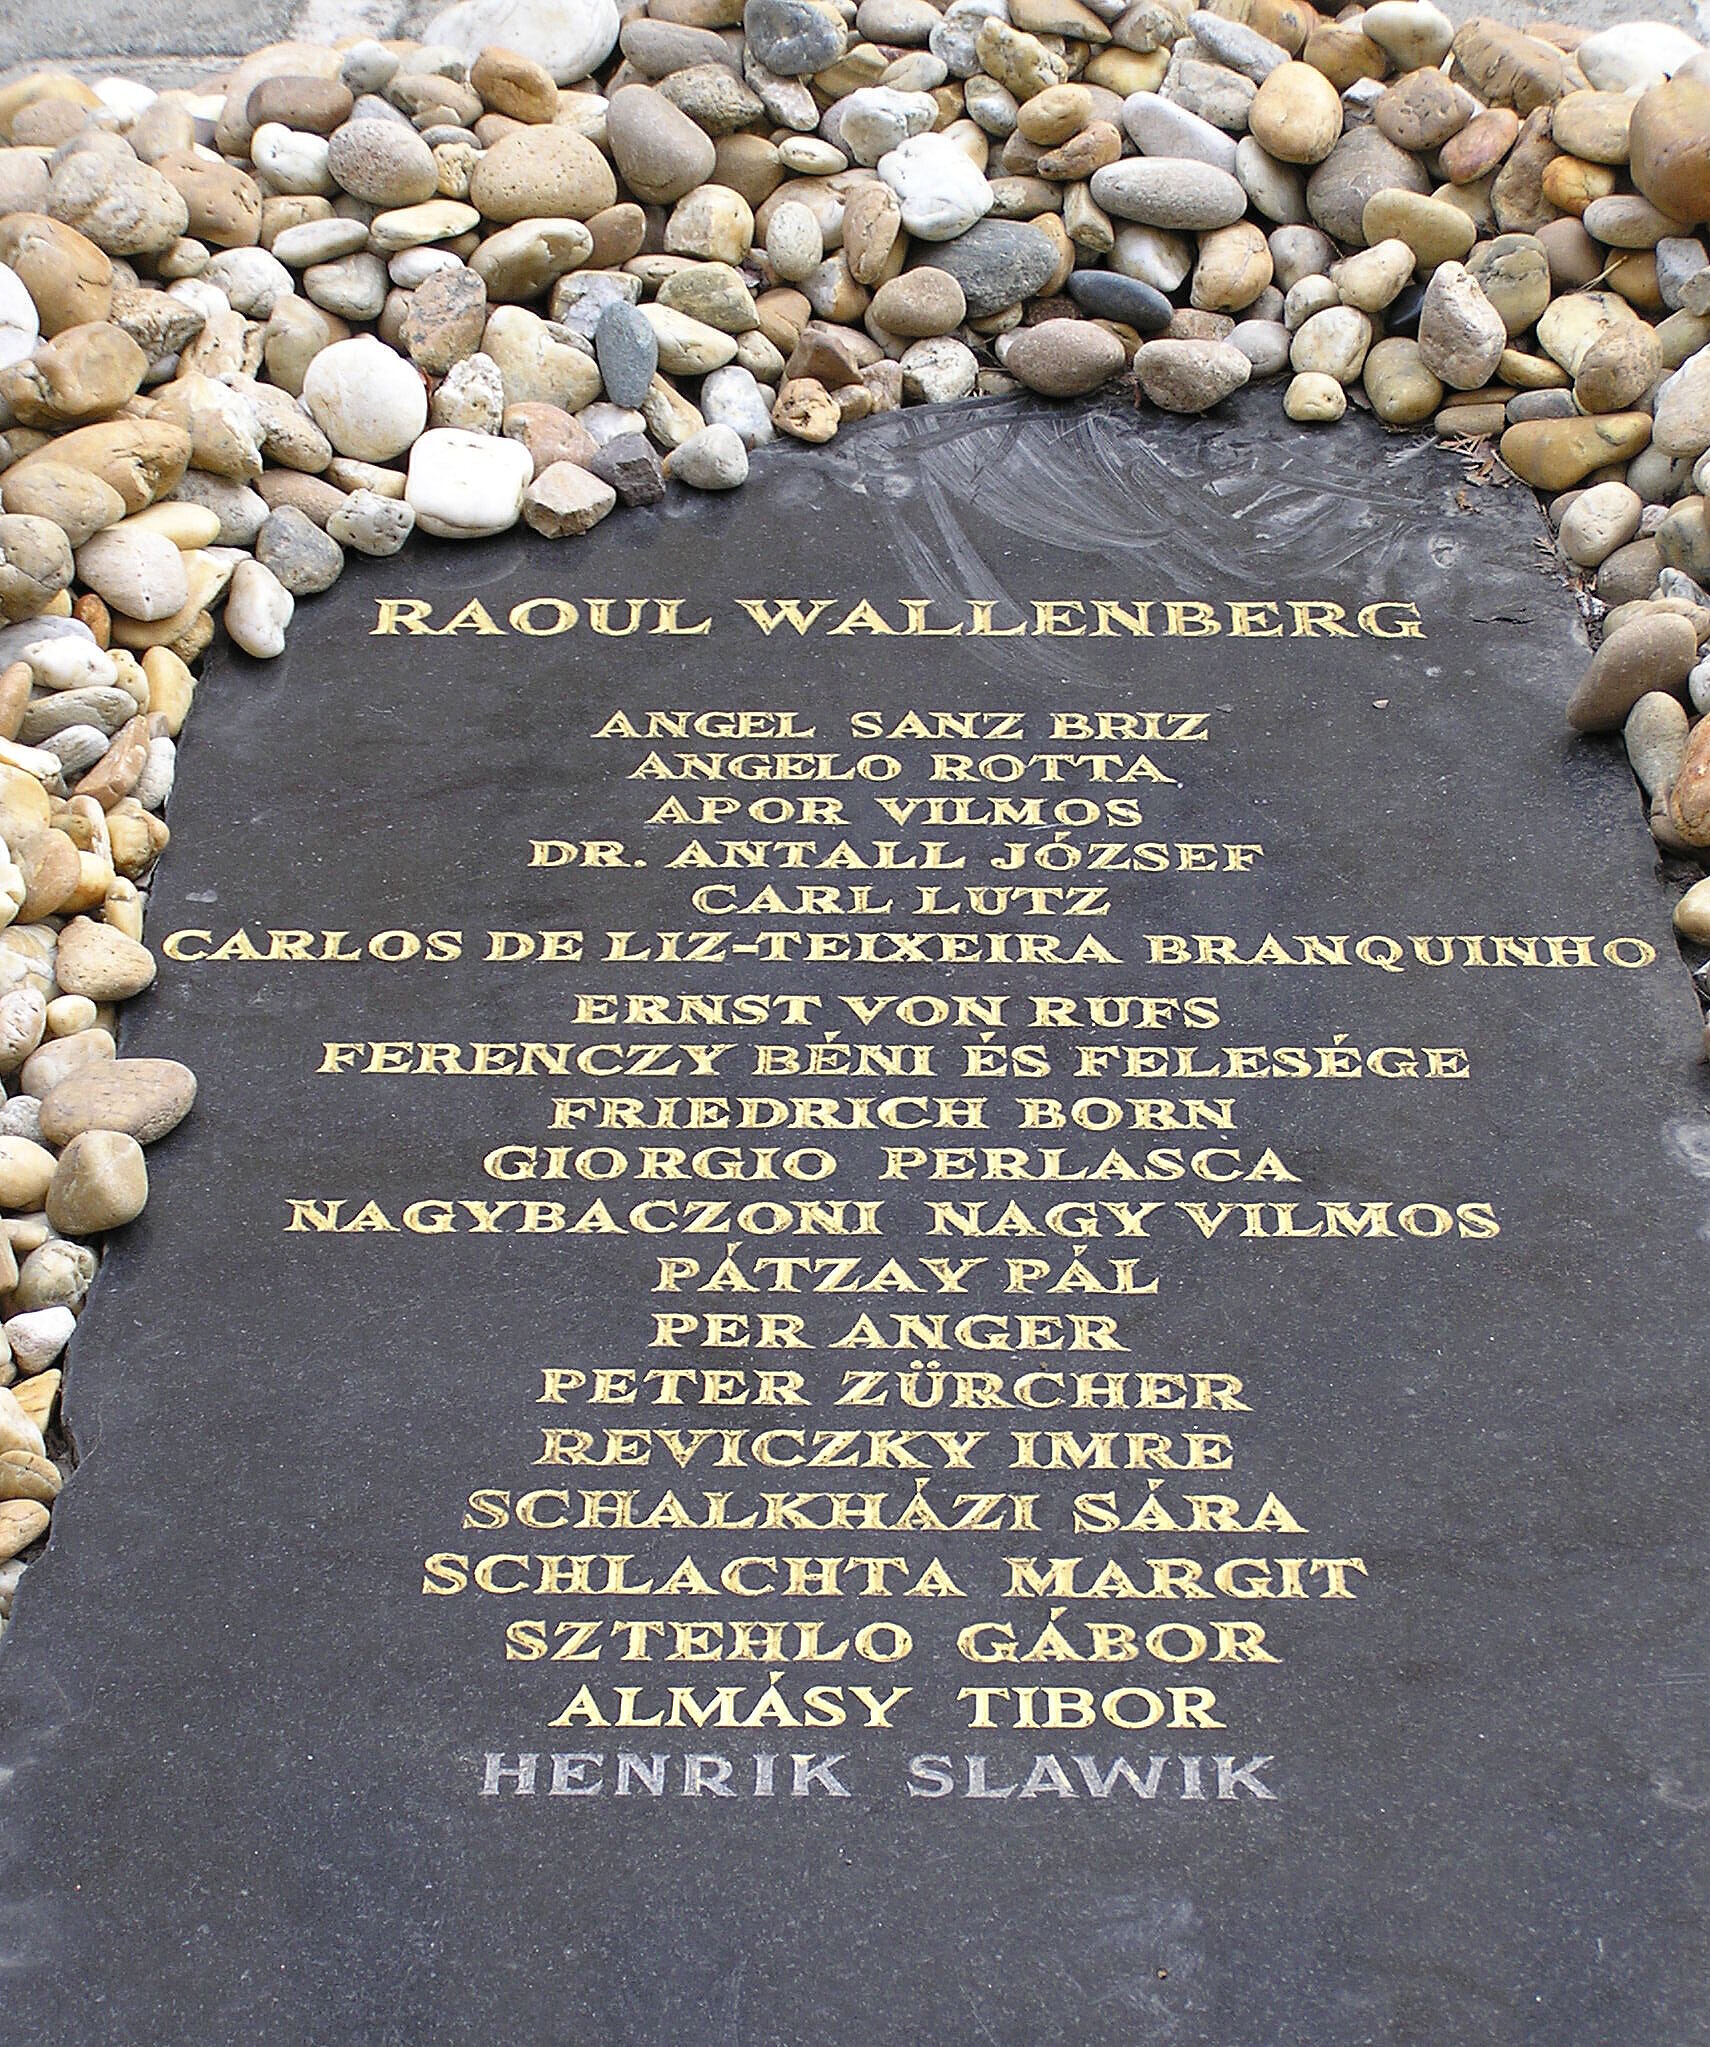 RAOUL WALLENBERG
ANGEL SANZ BRIZ
ANGELO ROTTA
APOR VILMOS
DR. ANTALL JÓZSEF
CARL LUTZ
CARLOS DE LIZ-TEIXEIRA BRANQUINHO
ERNST VON RUFS
FERENCZY BÉNI ÉS FELESÉGE
FRIEDRICH BORN
GIORGIO PERLASCA
NAGYBACZONI NAGY VILMOS
PÁTZAY PÁL
PER ANGER
PETER ZÜRCHER
REVICZKY IMRE
SCHALKHÁZI SÁRA
SCHLACHTA MARGIT
SZTEHLO GÁBOR
ALMÁSY TIBOR
HENRIK SLAWIK